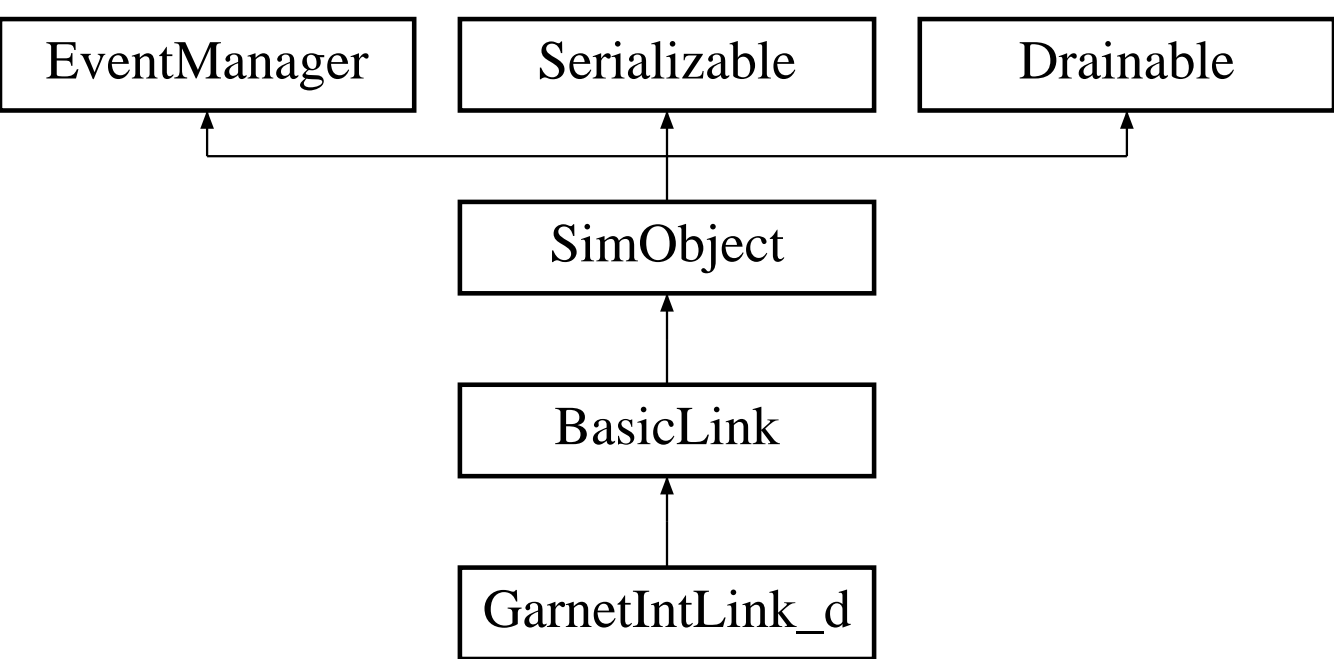 EventManager
Serializable
Drainable
SimObject
BasicLink
GarnetIntLink_d